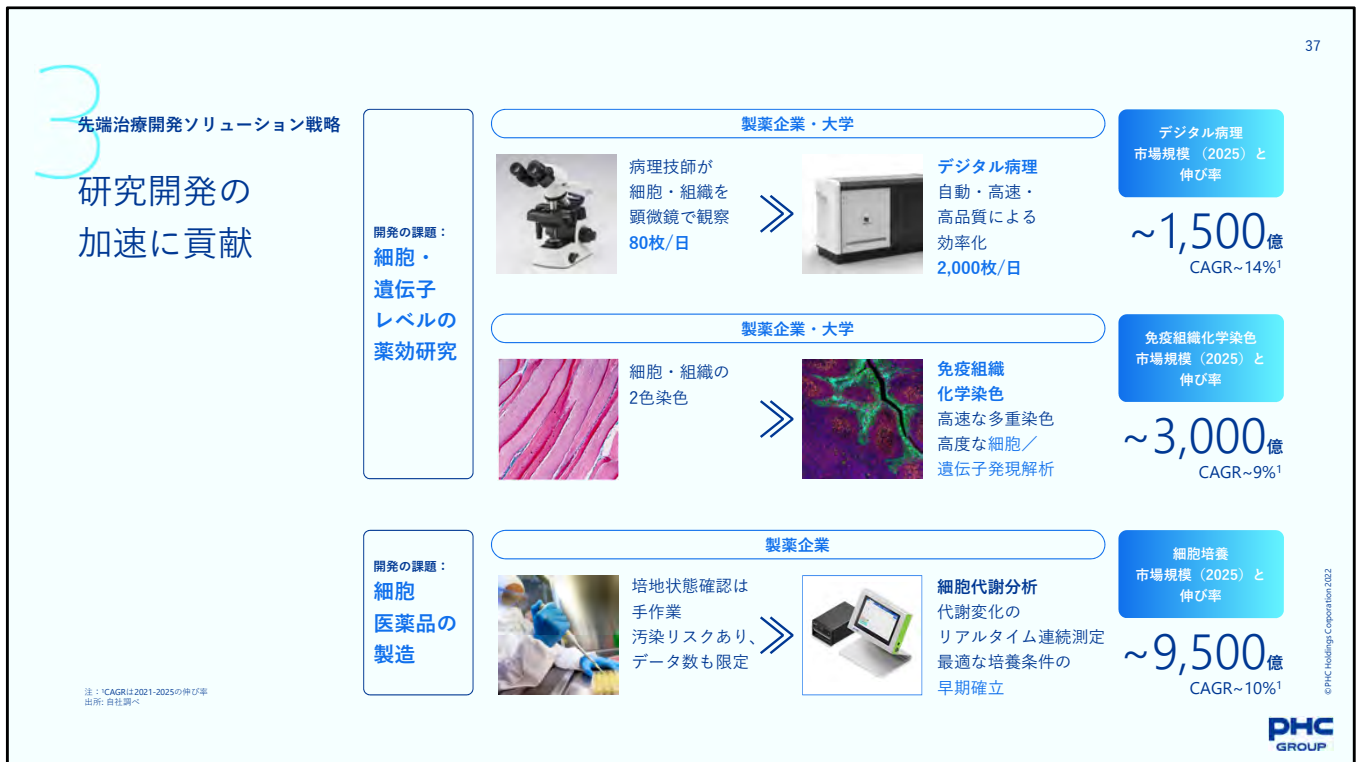 37
3
先端治療開発ソリューション戦略
研究開発の
加速に貢献
開発の課題：
細胞・
遺伝子
レベルの
薬効研究
製薬企業・大学
病理技師が
細胞・組織を
顕微鏡で観察
80枚/日
デジタル病理
自動・高速・
高品質による
効率化
2,000枚/日
デジタル病理
市場規模 （2025）と
伸び率
~1,500億
CAGR~14%¹
製薬企業・大学
細胞・組織の
2色染色
免疫組織
化学染色
高速な多重染色
高度な細胞／
遺伝子発現解析
免疫組織化学染色
市場規模（2025）と
伸び率
~3,000億
CAGR~9%¹
開発の課題：
細胞
医薬品の
製造
製薬企業
培地状態確認は
手作業
汚染リスクあり、
データ数も限定
細胞代謝分析
代謝変化の
リアルタイム連続測定
最適な培養条件の
早期確立
細胞培養
市場規模（2025）と
伸び率
~9,500億
CAGR~10%¹
注：¹CAGRは2021-2025の伸び率
出所: 自社調べ
©PHC Holdings Corporation 2022
PHC
GROUP